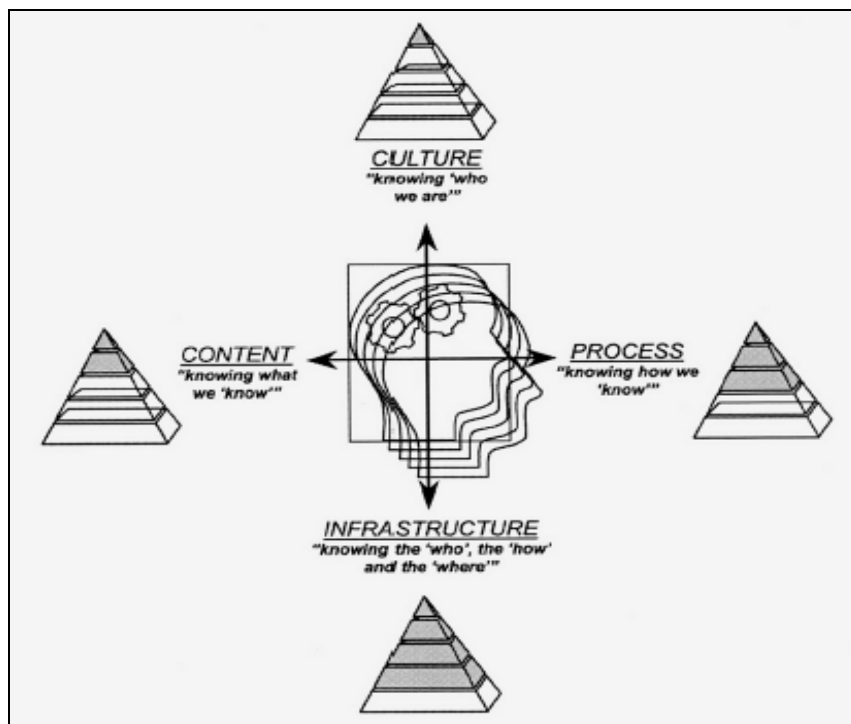 CULTURE
"knowing 'who
we are'"
CONTENT
"knowing what
we 'know'"
PROCESS
"knowing how we
'know'"
INFRASTRUCTURE
"knowing the 'who', the 'how'
and the 'where'"